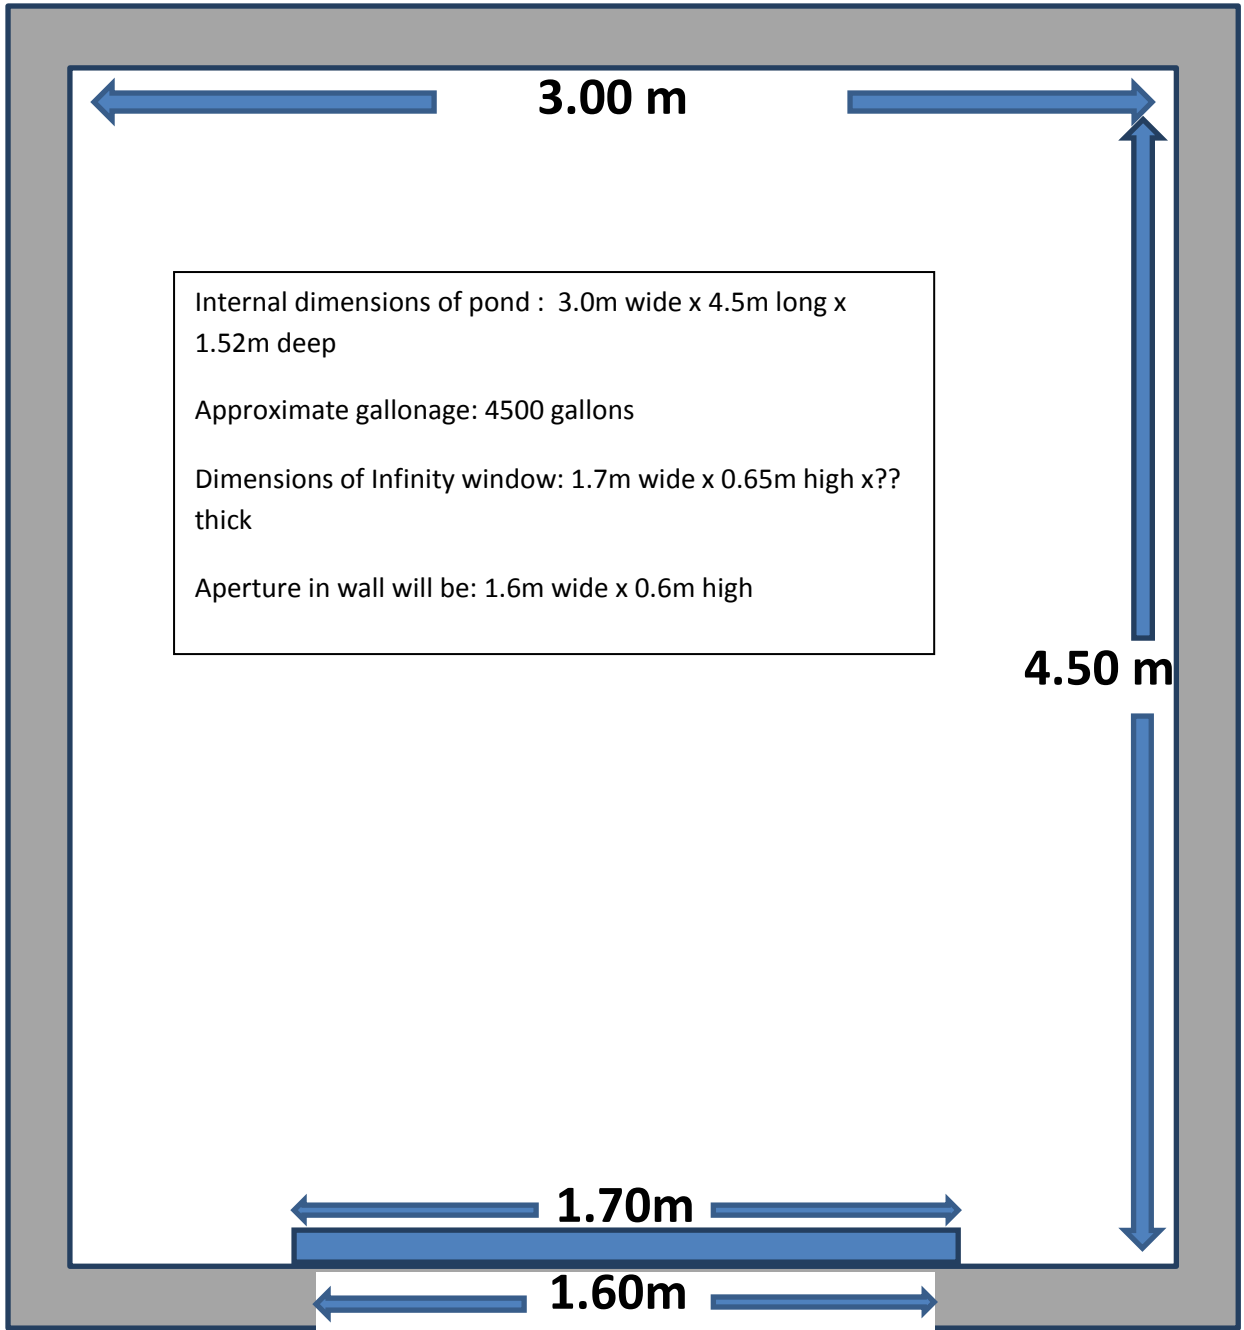 3.00 m
Internal dimensions of pond : 3.0m wide x 4.5m long x
1.52m deep
Approximate gallonage: 4500 gallons
Dimensions of Infinity window: 1.7m wide x 0.65m high x??
thick
Aperture in wall will be: 1.6m wide x 0.6m high
4.50 m
1.70m
1.60m